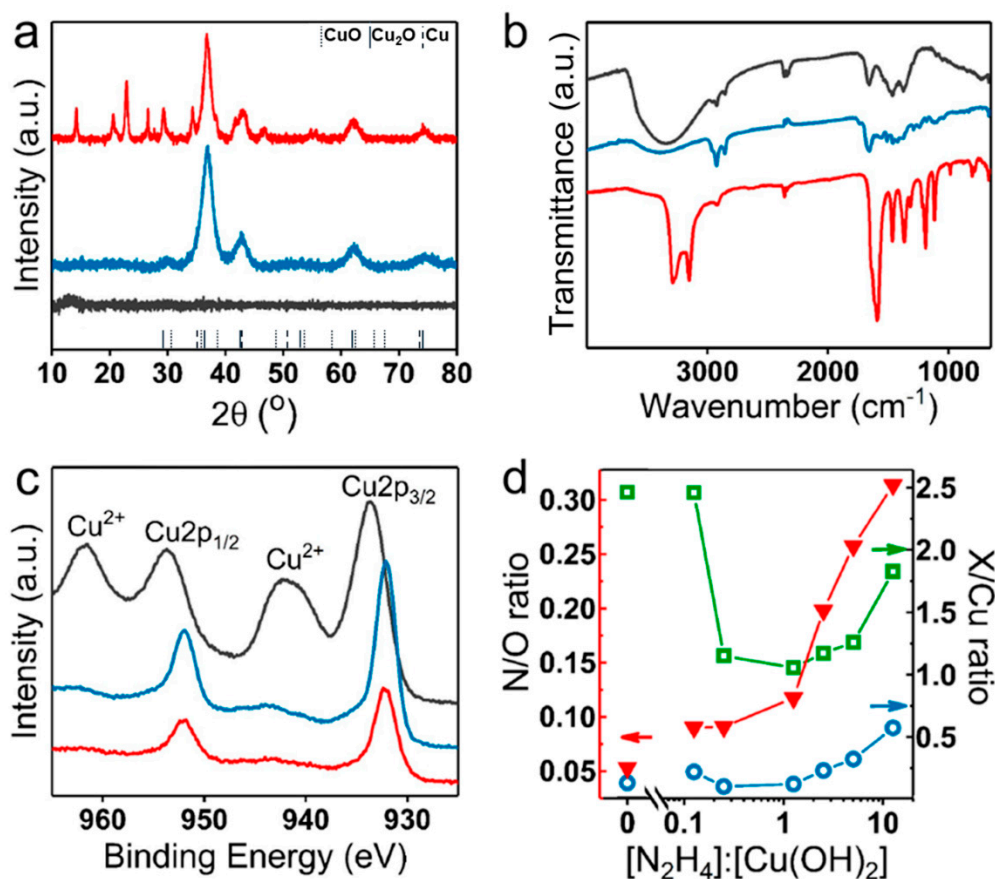 a
CuO Cu₂O Cu
Intensity (a.u.)
10 20 30 40 50 60 70 80
2θ (°)
b
Transmittance (a.u.)
3000 2000 1000
Wavenumber (cm⁻¹)
c
Cu2p₃/₂
Cu²⁺
Cu2p₁/₂
Cu²⁺
Intensity (a.u.)
960 950 940 930
Binding Energy (eV)
d
N/O ratio
0.30
0.25
0.20
0.15
0.10
0.05
X/Cu ratio
2.5
2.0
1.5
1.0
0.5
0 0.1 1 10
[N₂H₄]:[Cu(OH)₂]